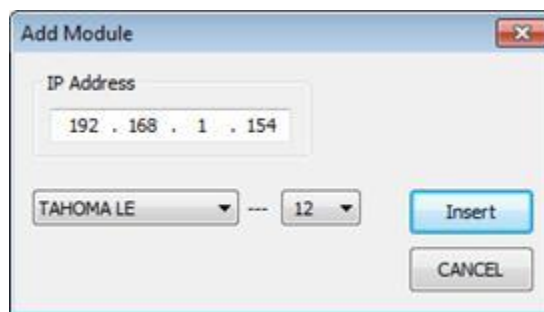 Add Module
IP Address
192 . 168 . 1 . 154
TAHOMA LE --- 12
Insert
CANCEL